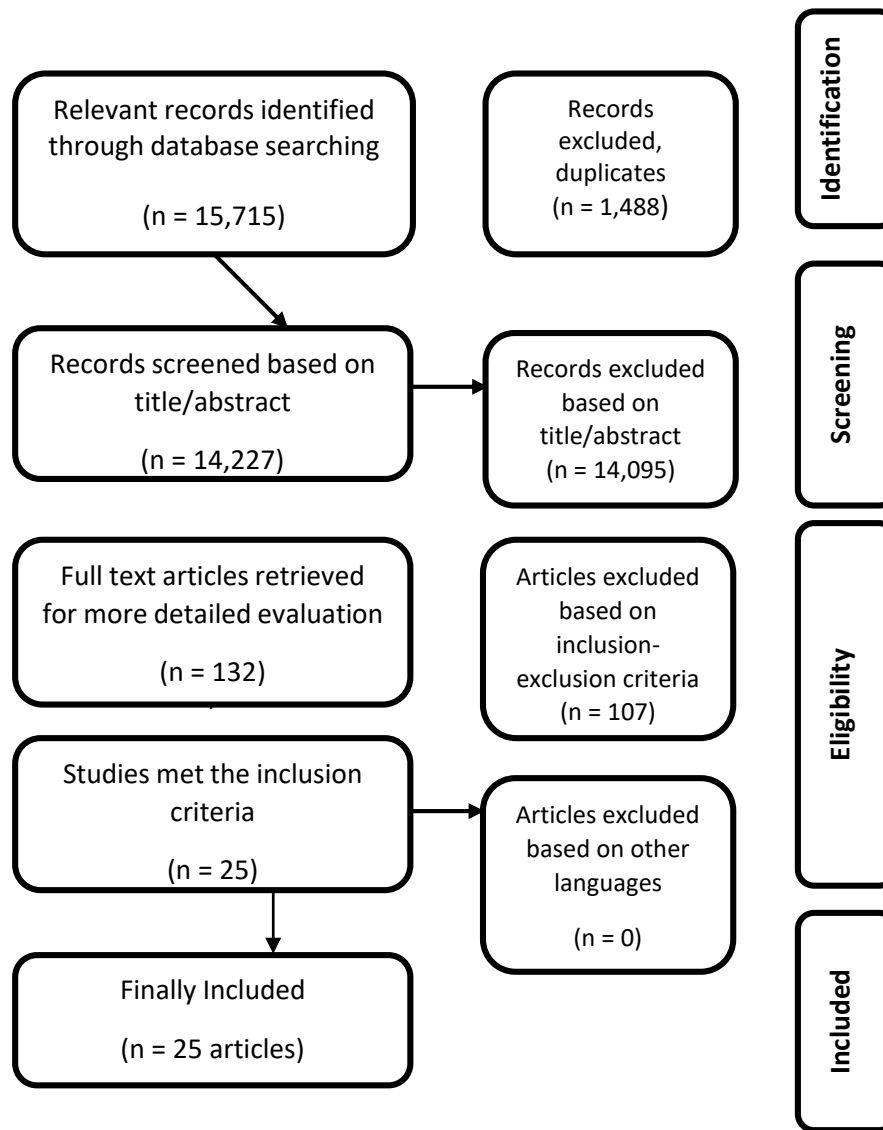 Relevant records identified
through database searching
(n = 15,715)
Records
excluded,
duplicates
(n = 1,488)
Identification
Records screened based on
title/abstract
(n = 14,227)
Records excluded
based on
title/abstract
(n = 14,095)
Screening
Full text articles retrieved
for more detailed evaluation
(n = 132)
Articles excluded
based on
inclusion-
exclusion criteria
(n = 107)
Eligibility
Studies met the inclusion
criteria
(n = 25)
Articles excluded
based on other
languages
(n = 0)
Finally Included
(n = 25 articles)
Included